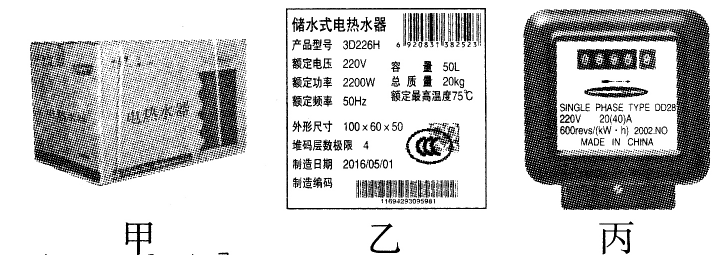 电热水器
储水式电热水器
产品型号 3D226H
6 920831 382523
额定电压 220V 容 量 50L
额定功率 2200W 总 质 量 20kg
额定频率 50Hz 额定最高温度75℃
外形尺寸 100×60×50
堆码层数极限 4
制造日期 2016/05/01
制造编码
11694293095981
SINGLE PHASE TYPE DD28
220V 20(40)A
600revs/(kW·h) 2002.NO
MADE IN CHINA
甲 乙 丙